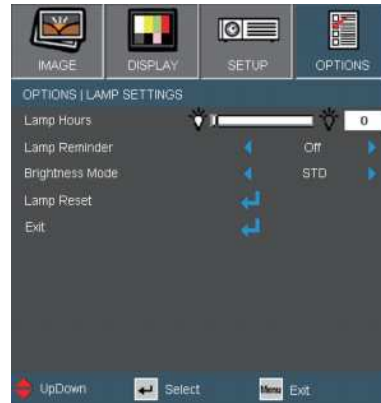 IMAGE DISPLAY SETUP OPTIONS
OPTIONS | LAMP SETTINGS
Lamp Hours 0
Lamp Reminder Off
Brightness Mode STD
Lamp Reset
Exit
UpDown Select Menu Exit